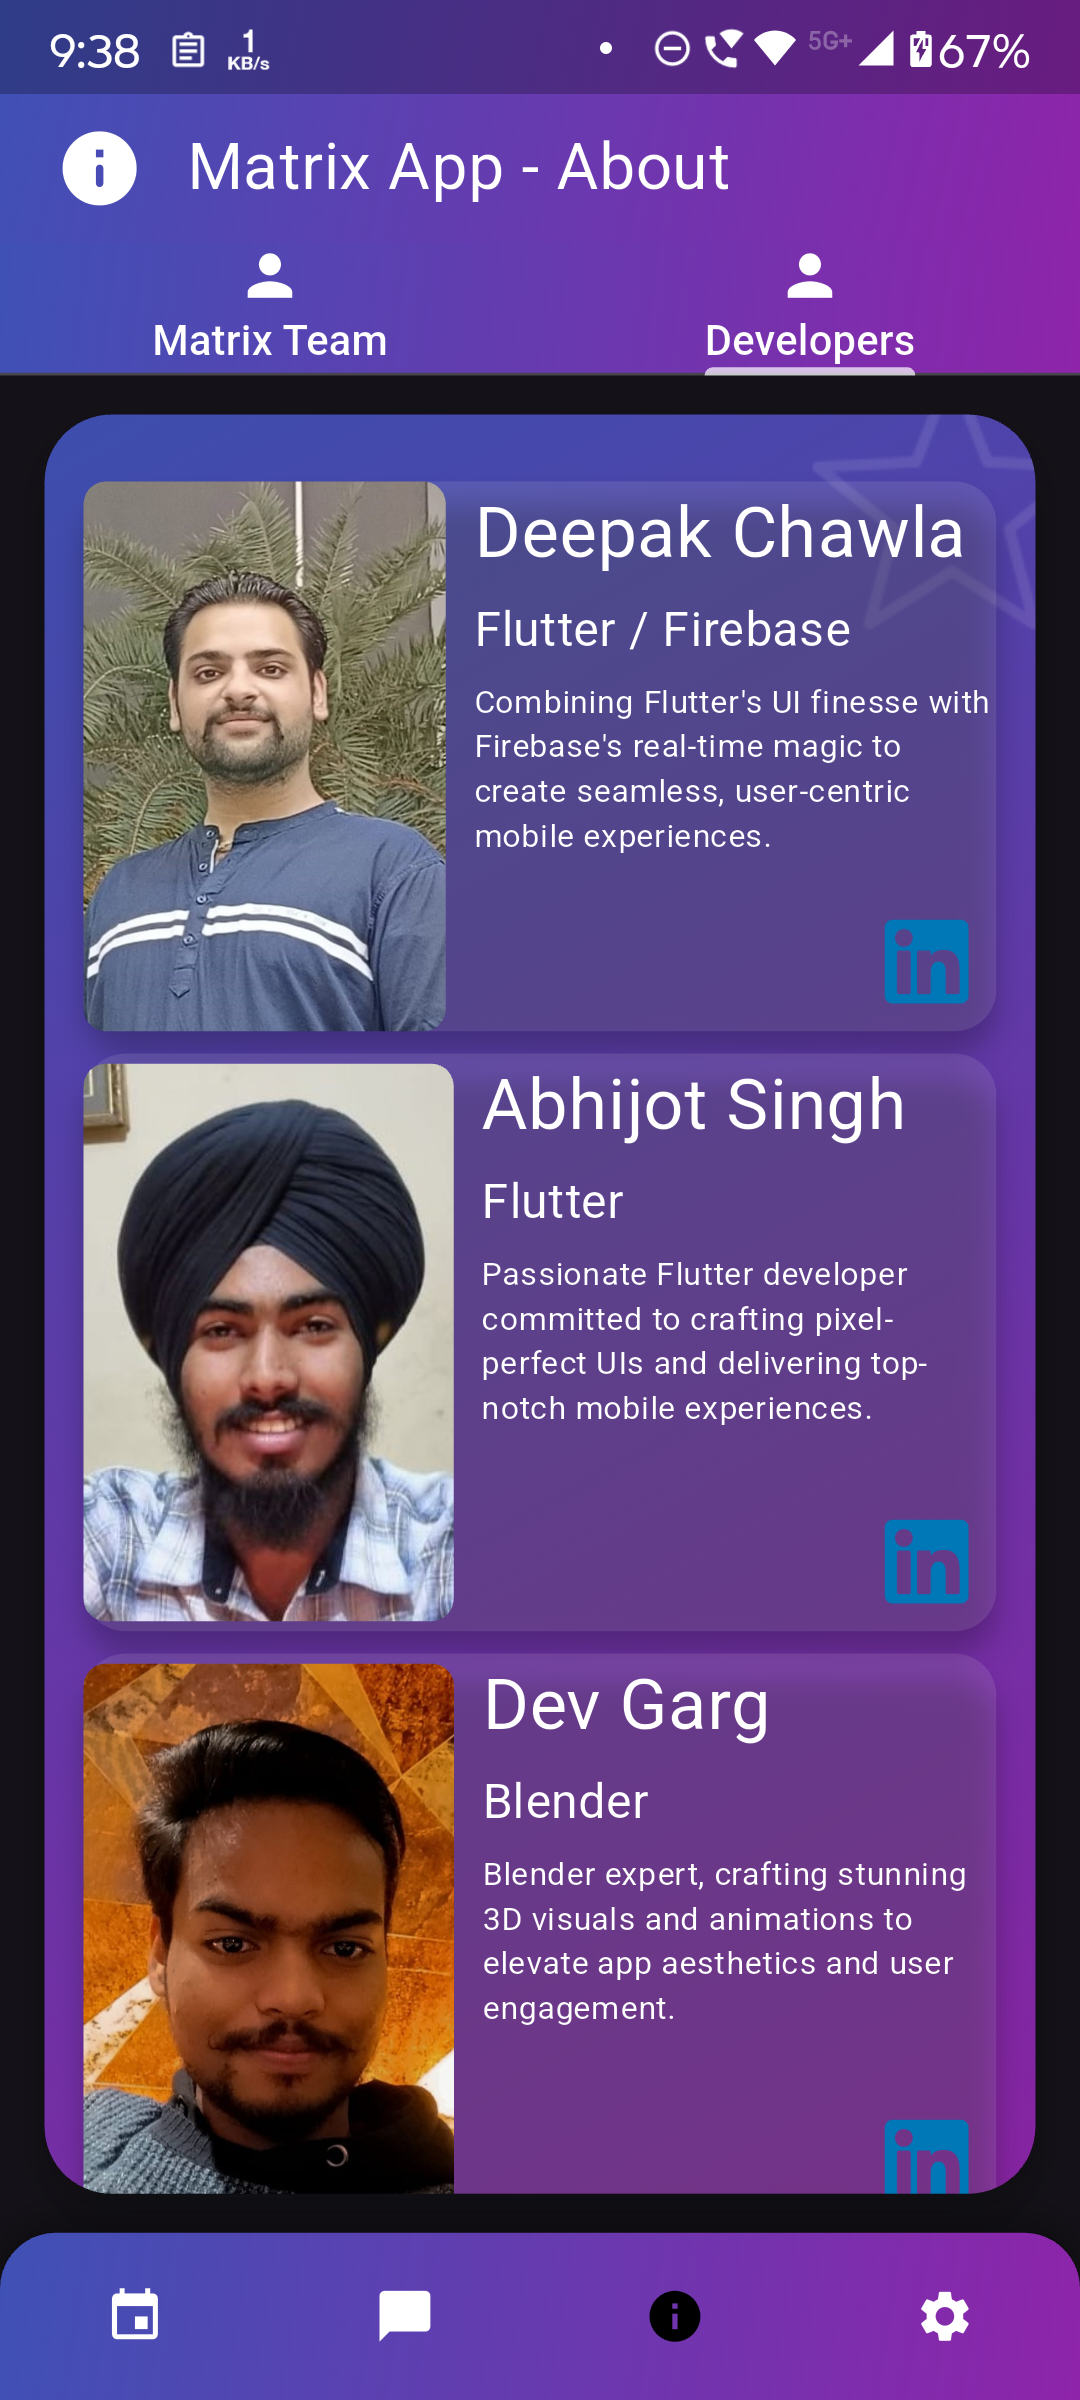 9:38
1
KB/s
5G+
67%
Matrix App - About
Matrix Team
Developers
Deepak Chawla
Flutter / Firebase
Combining Flutter's UI finesse with
Firebase's real-time magic to
create seamless, user-centric
mobile experiences.
in
Abhijot Singh
Flutter
Passionate Flutter developer
committed to crafting pixel-
perfect UIs and delivering top-
notch mobile experiences.
in
Dev Garg
Blender
Blender expert, crafting stunning
3D visuals and animations to
elevate app aesthetics and user
engagement.
in